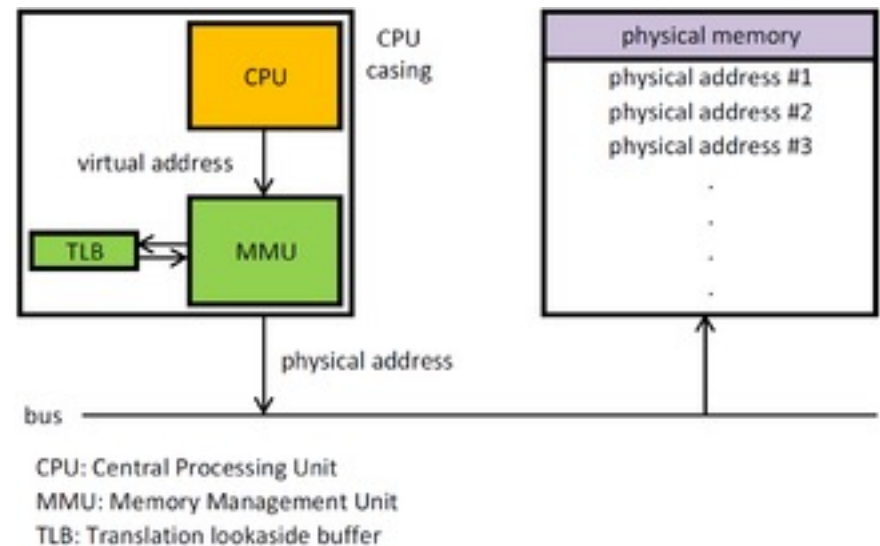 CPU
CPU
casing
virtual address
TLB
MMU
physical address
bus
physical memory
physical address #1
physical address #2
physical address #3
.
.
.
.
CPU: Central Processing Unit
MMU: Memory Management Unit
TLB: Translation lookaside buffer